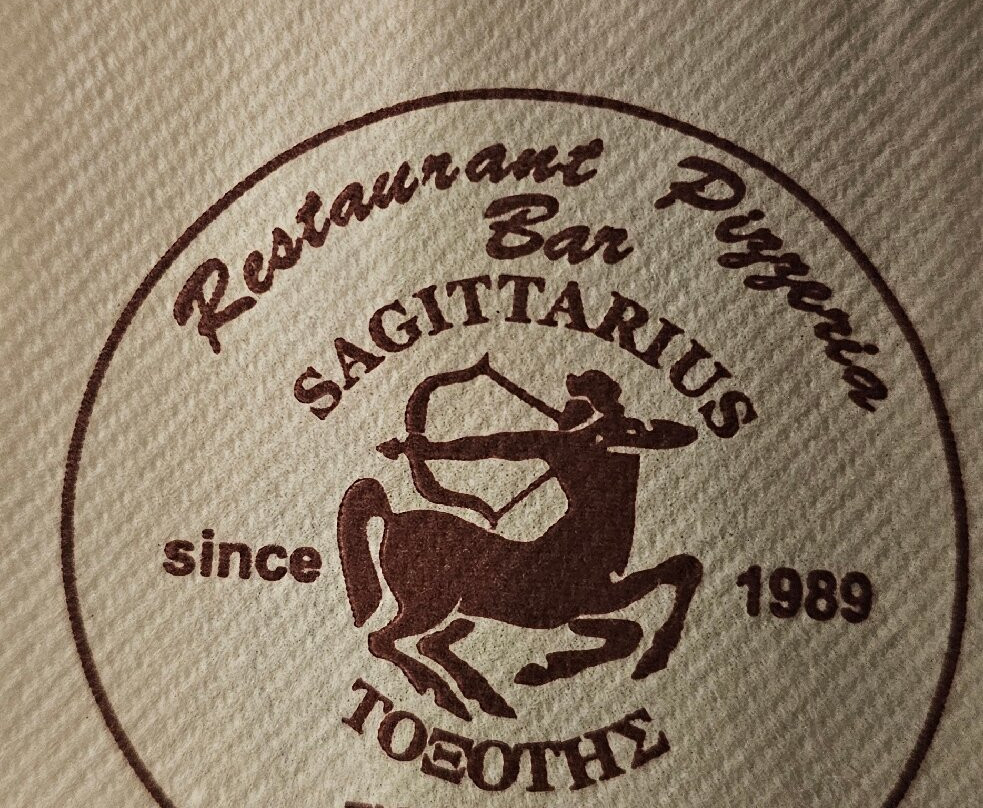 Restaurant Pizzeria
Bar
SAGITTARIUS
since 1989
ΤΟΞΟΤΗΣ